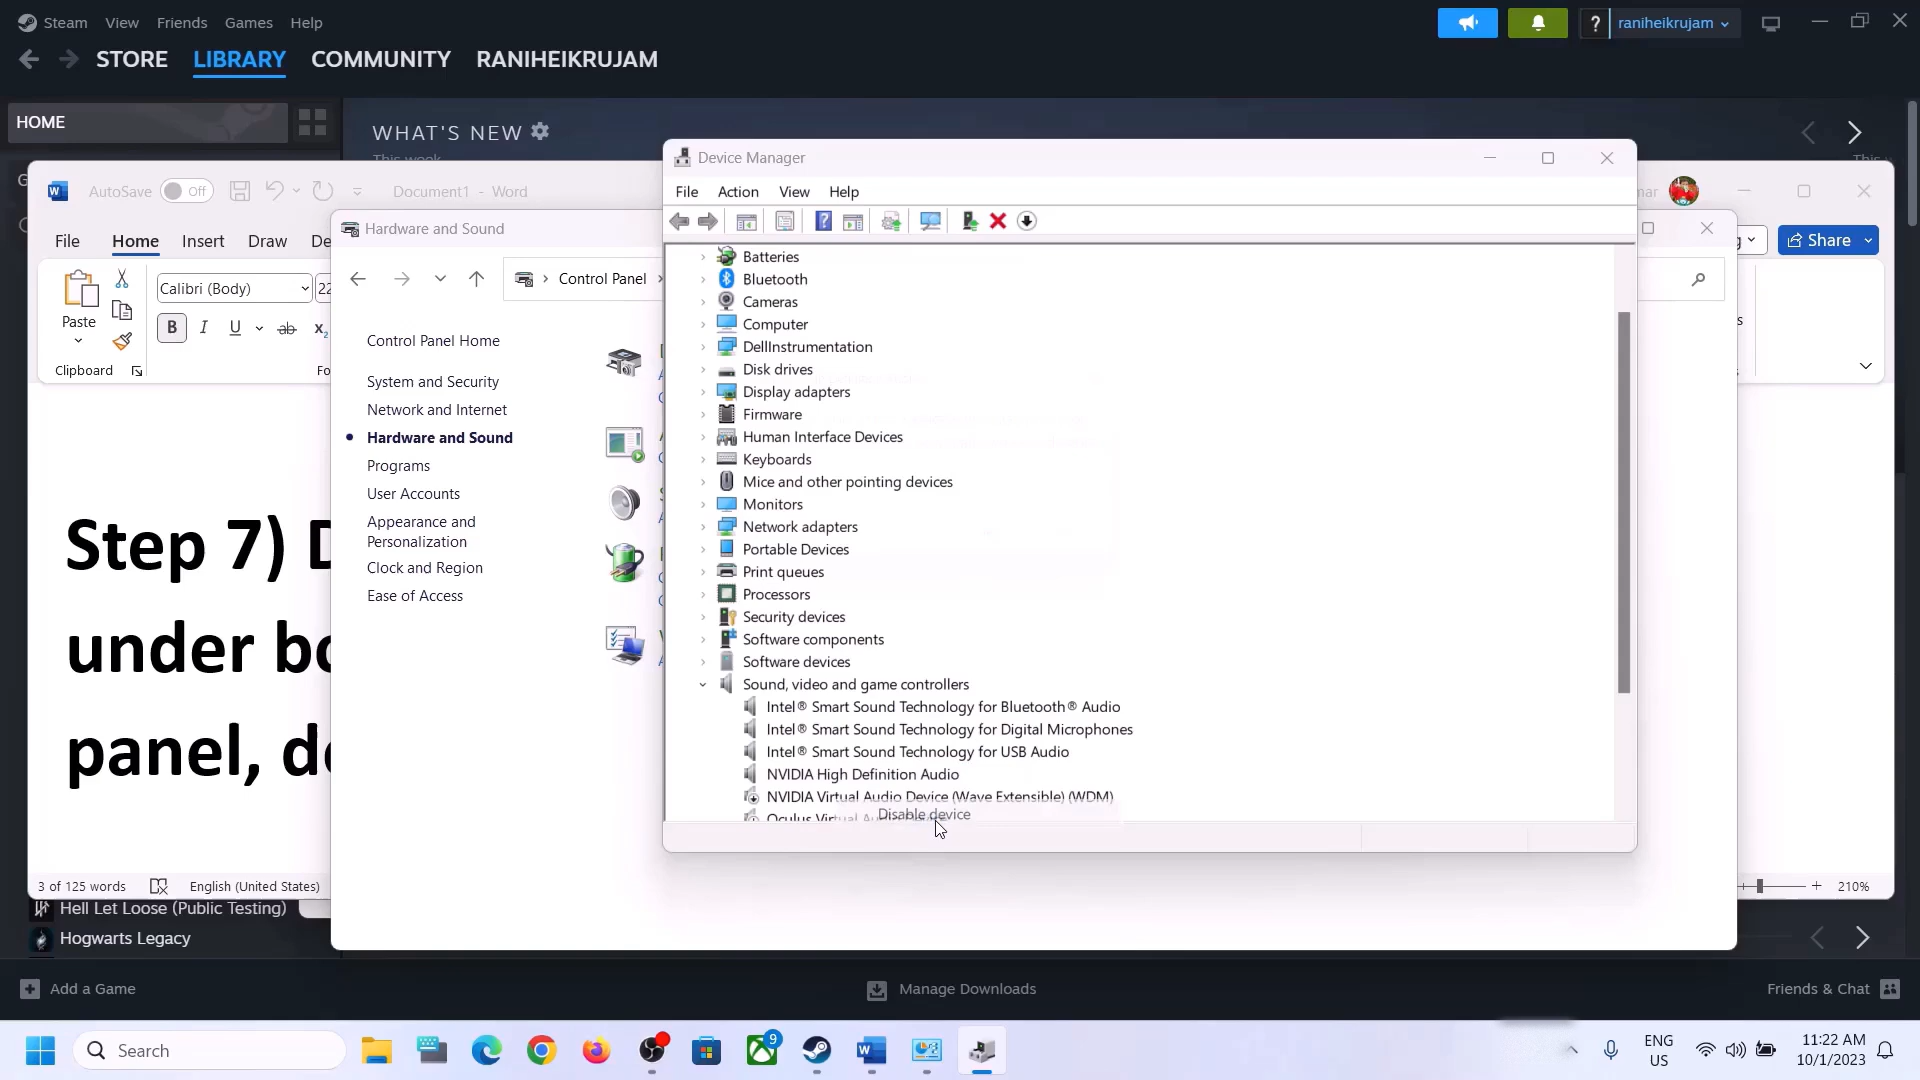 Steam View Friends Games Help
raniheikrujam
STORE LIBRARY COMMUNITY RANIHEIKRUJAM
HOME
WHAT'S NEW
This week
AutoSave Off
Document1 - Word
File Home Insert Draw
Share
Calibri (Body)
Paste
B I U ab
Clipboard
Step 7)
under
panel,
3 of 125 words English (United States) 210%
Hardware and Sound
Control Panel
Control Panel Home
System and Security
Network and Internet
Hardware and Sound
Programs
User Accounts
Appearance and
Personalization
Clock and Region
Ease of Access
Device Manager
File Action View Help
Batteries
Bluetooth
Cameras
Computer
DellInstrumentation
Disk drives
Display adapters
Firmware
Human Interface Devices
Keyboards
Mice and other pointing devices
Monitors
Network adapters
Portable Devices
Print queues
Processors
Security devices
Software components
Software devices
Sound, video and game controllers
Intel® Smart Sound Technology for Bluetooth® Audio
Intel® Smart Sound Technology for Digital Microphones
Intel® Smart Sound Technology for USB Audio
NVIDIA High Definition Audio
NVIDIA Virtual Audio Device (Wave Extensible) (WDM)
Disable device
Oculus Virtual Audio Device
Hell Let Loose (Public Testing)
Hogwarts Legacy
Add a Game Manage Downloads Friends & Chat
Search
9
ENG
US
11:22 AM
10/1/2023